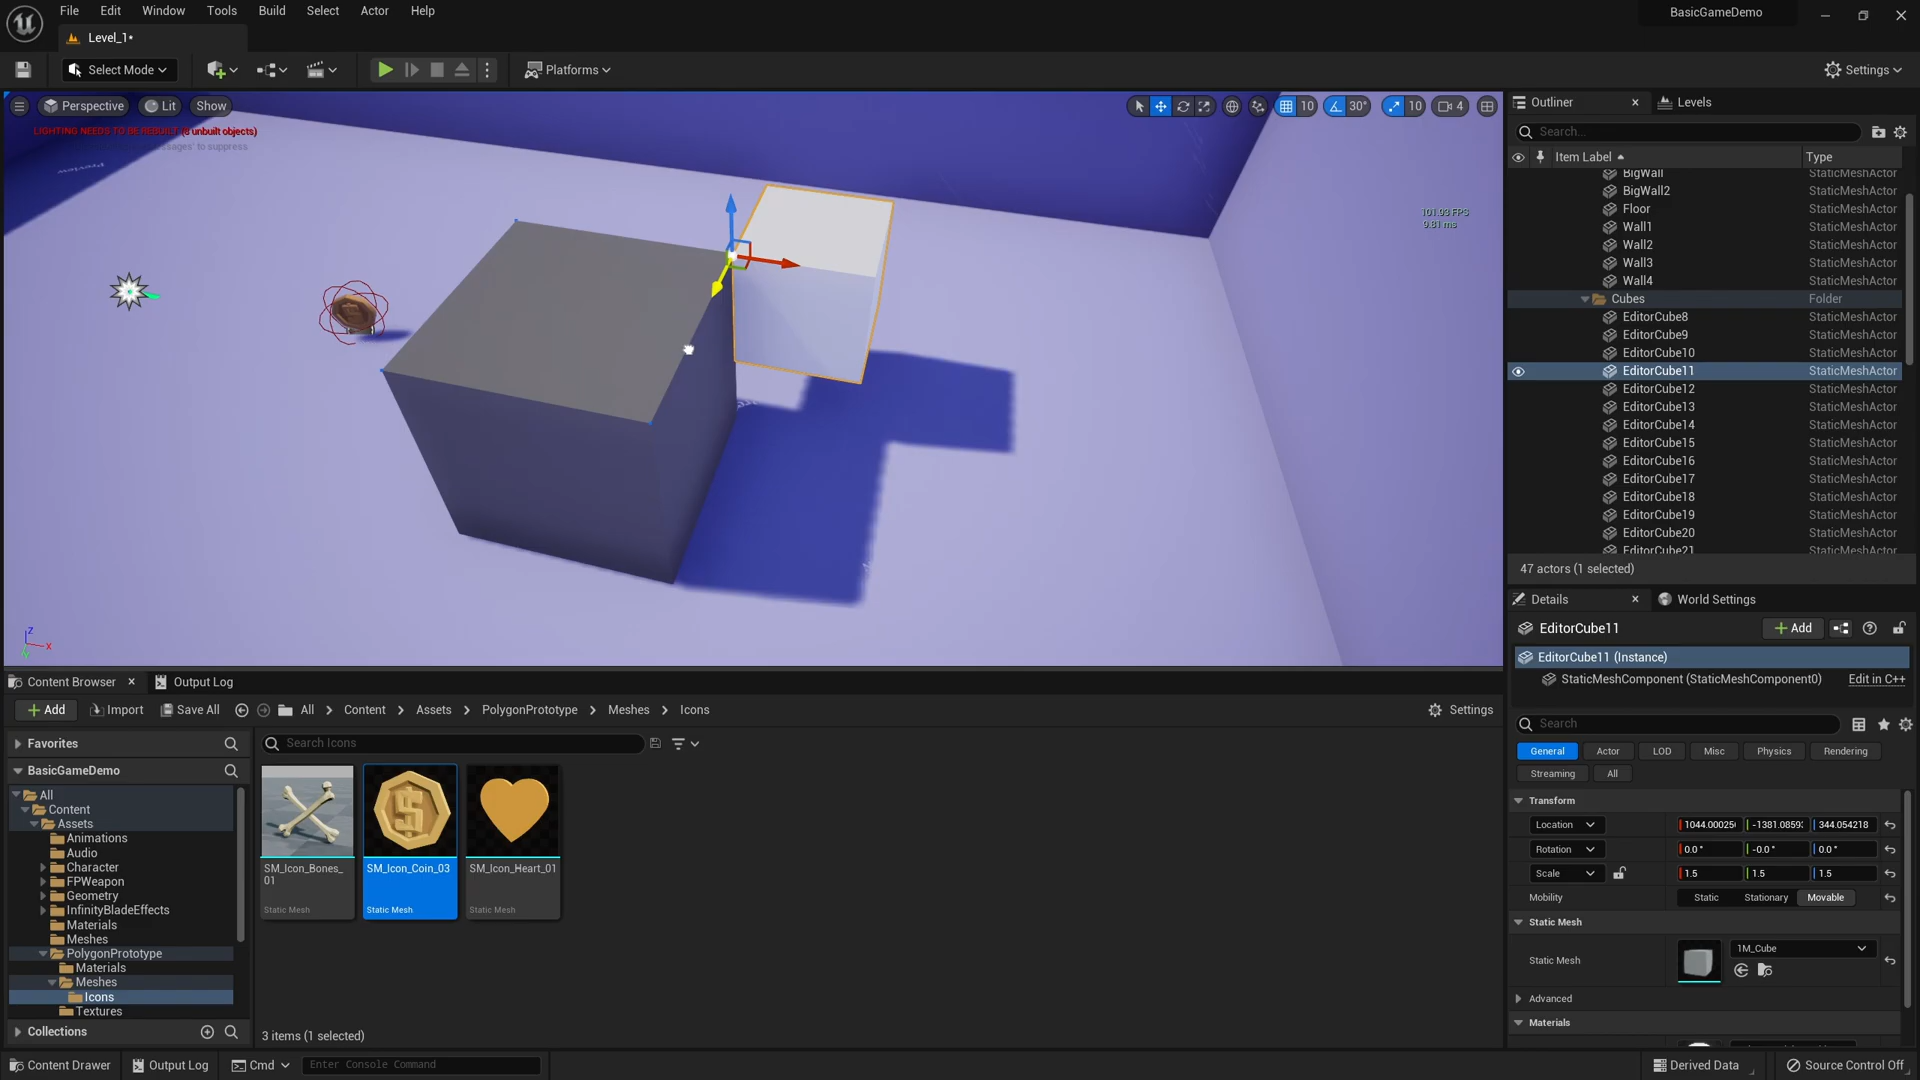 File Edit Window Tools Build Select Actor Help
BasicGameDemo
Level_1*
Select Mode
Platforms
Settings
Perspective Lit Show
10 30° 10 4
LIGHTING NEEDS TO BE REBUILT (8 unbuilt objects)
to suppress
Preview
101.93 FPS
9.81 ms
Z
X
Outliner Levels
Search...
Item Label Type
BigWall StaticMeshActor
BigWall2 StaticMeshActor
Floor StaticMeshActor
Wall1 StaticMeshActor
Wall2 StaticMeshActor
Wall3 StaticMeshActor
Wall4 StaticMeshActor
Cubes Folder
EditorCube8 StaticMeshActor
EditorCube9 StaticMeshActor
EditorCube10 StaticMeshActor
EditorCube11 StaticMeshActor
EditorCube12 StaticMeshActor
EditorCube13 StaticMeshActor
EditorCube14 StaticMeshActor
EditorCube15 StaticMeshActor
EditorCube16 StaticMeshActor
EditorCube17 StaticMeshActor
EditorCube18 StaticMeshActor
EditorCube19 StaticMeshActor
EditorCube20 StaticMeshActor
EditorCube21 StaticMeshActor
47 actors (1 selected)
Details World Settings
EditorCube11 Add
EditorCube11 (Instance)
StaticMeshComponent (StaticMeshComponent0) Edit in C++
Search
General Actor LOD Misc Physics Rendering
Streaming All
Transform
Location 1044.00025 -1381.0859 344.054218
Rotation 0.0 ° -0.0 ° 0.0 °
Scale 1.5 1.5 1.5
Mobility Static Stationary Movable
Static Mesh
Static Mesh 1M_Cube
Advanced
Materials
Content Browser Output Log
Add Import Save All All Content Assets PolygonPrototype Meshes Icons Settings
Favorites
BasicGameDemo
All
Content
Assets
Animations
Audio
Character
FPWeapon
Geometry
InfinityBladeEffects
Materials
Meshes
PolygonPrototype
Materials
Meshes
Icons
Textures
Collections
Search Icons
SM_Icon_Bones_
01
Static Mesh
SM_Icon_Coin_03
Static Mesh
SM_Icon_Heart_01
Static Mesh
3 items (1 selected)
Content Drawer Output Log Cmd Enter Console Command
Derived Data Source Control Off